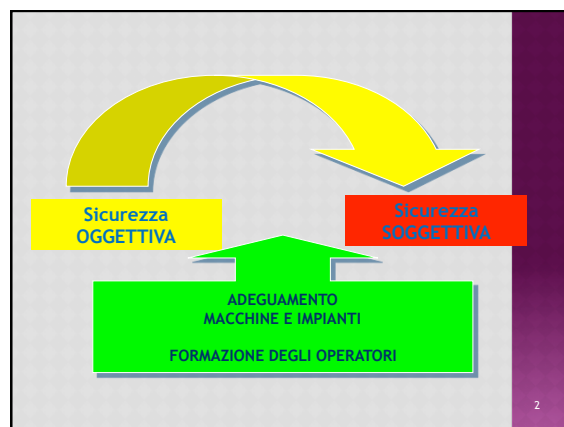 Sicurezza
OGGETTIVA
Sicurezza
SOGGETTIVA
ADEGUAMENTO
MACCHINE E IMPIANTI
FORMAZIONE DEGLI OPERATORI
2